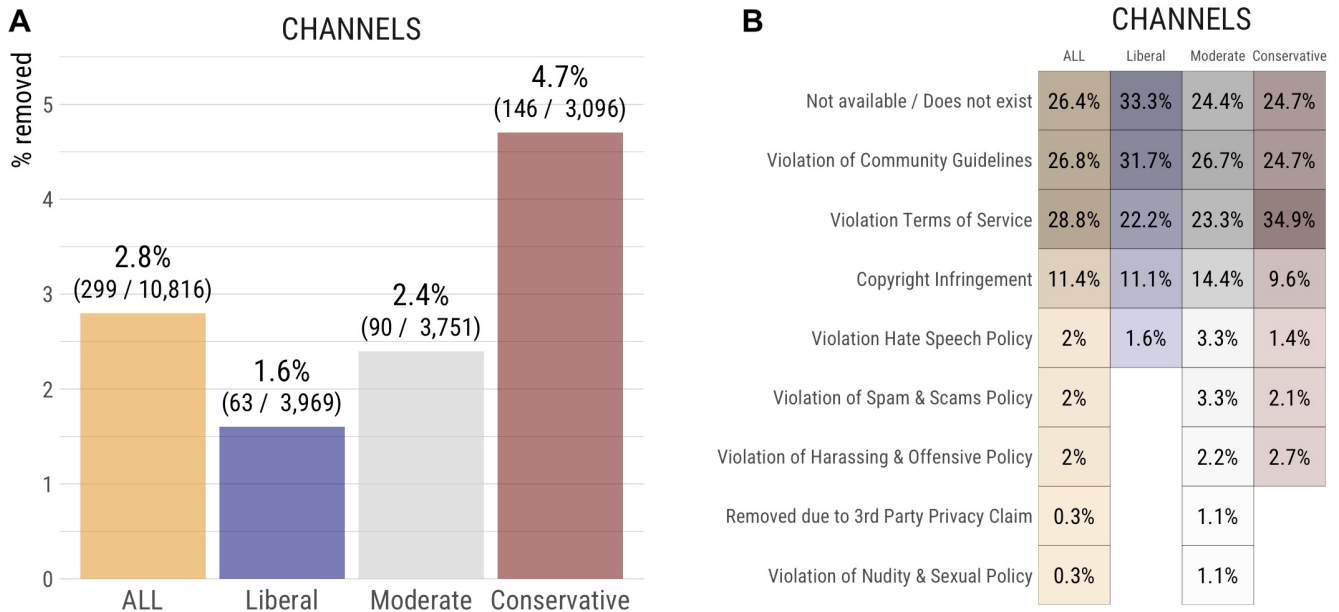 A
CHANNELS
% removed
5
4
3
2
1
0
2.8%
(299 / 10,816)
1.6%
(63 / 3,969)
2.4%
(90 / 3,751)
4.7%
(146 / 3,096)
ALL Liberal Moderate Conservative
B
CHANNELS
ALL Liberal Moderate Conservative
Not available / Does not exist 26.4% 33.3% 24.4% 24.7%
Violation of Community Guidelines 26.8% 31.7% 26.7% 24.7%
Violation Terms of Service 28.8% 22.2% 23.3% 34.9%
Copyright Infringement 11.4% 11.1% 14.4% 9.6%
Violation Hate Speech Policy 2% 1.6% 3.3% 1.4%
Violation of Spam & Scams Policy 2% 3.3% 2.1%
Violation of Harassing & Offensive Policy 2% 2.2% 2.7%
Removed due to 3rd Party Privacy Claim 0.3% 1.1%
Violation of Nudity & Sexual Policy 0.3% 1.1%